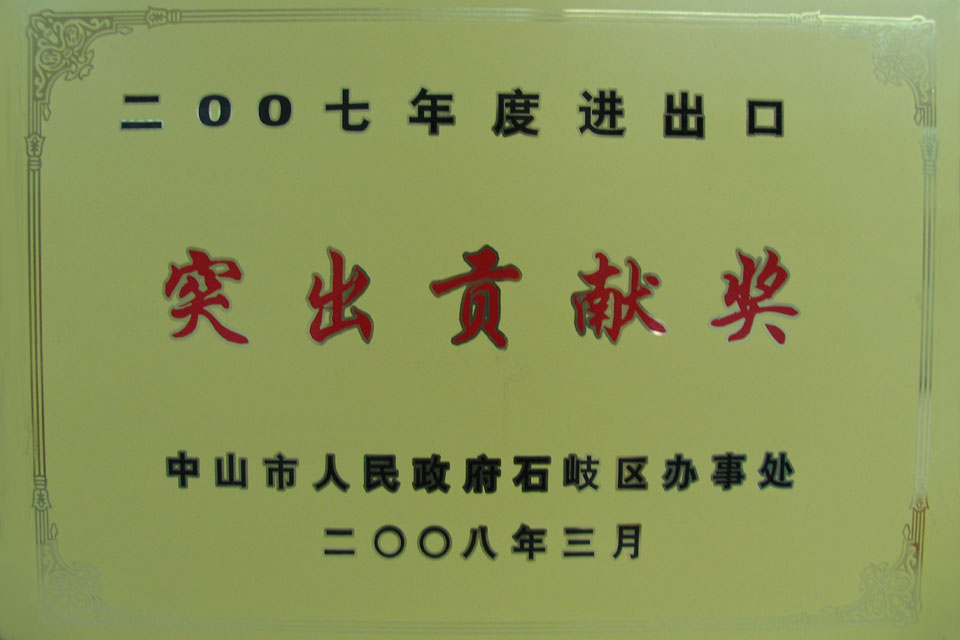 二00七年度进出口
突出贡献奖
中山市人民政府石岐区办事处
二〇〇八年三月